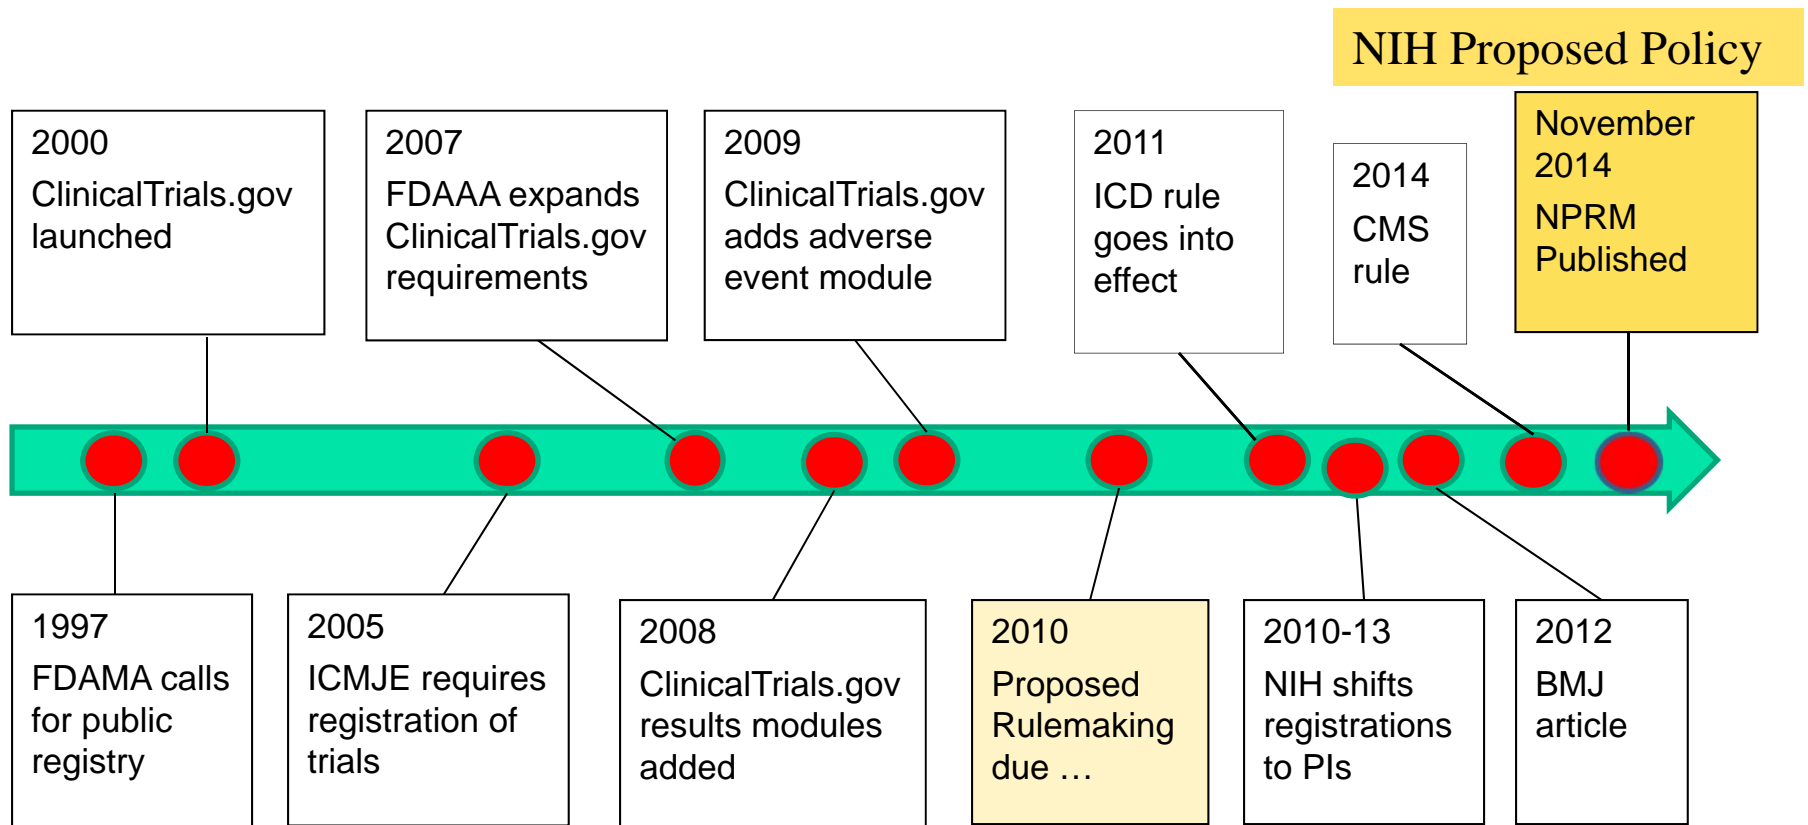 NIH Proposed Policy
2000
ClinicalTrials.gov
launched
2007
FDAAA expands
ClinicalTrials.gov
requirements
2009
ClinicalTrials.gov
adds adverse
event module
2011
ICD rule
goes into
effect
2014
CMS
rule
November
2014
NPRM
Published
1997
FDAMA calls
for public
registry
2005
ICMJE requires
registration of
trials
2008
ClinicalTrials.gov
results modules
added
2010
Proposed
Rulemaking
due …
2010-13
NIH shifts
registrations
to PIs
2012
BMJ
article